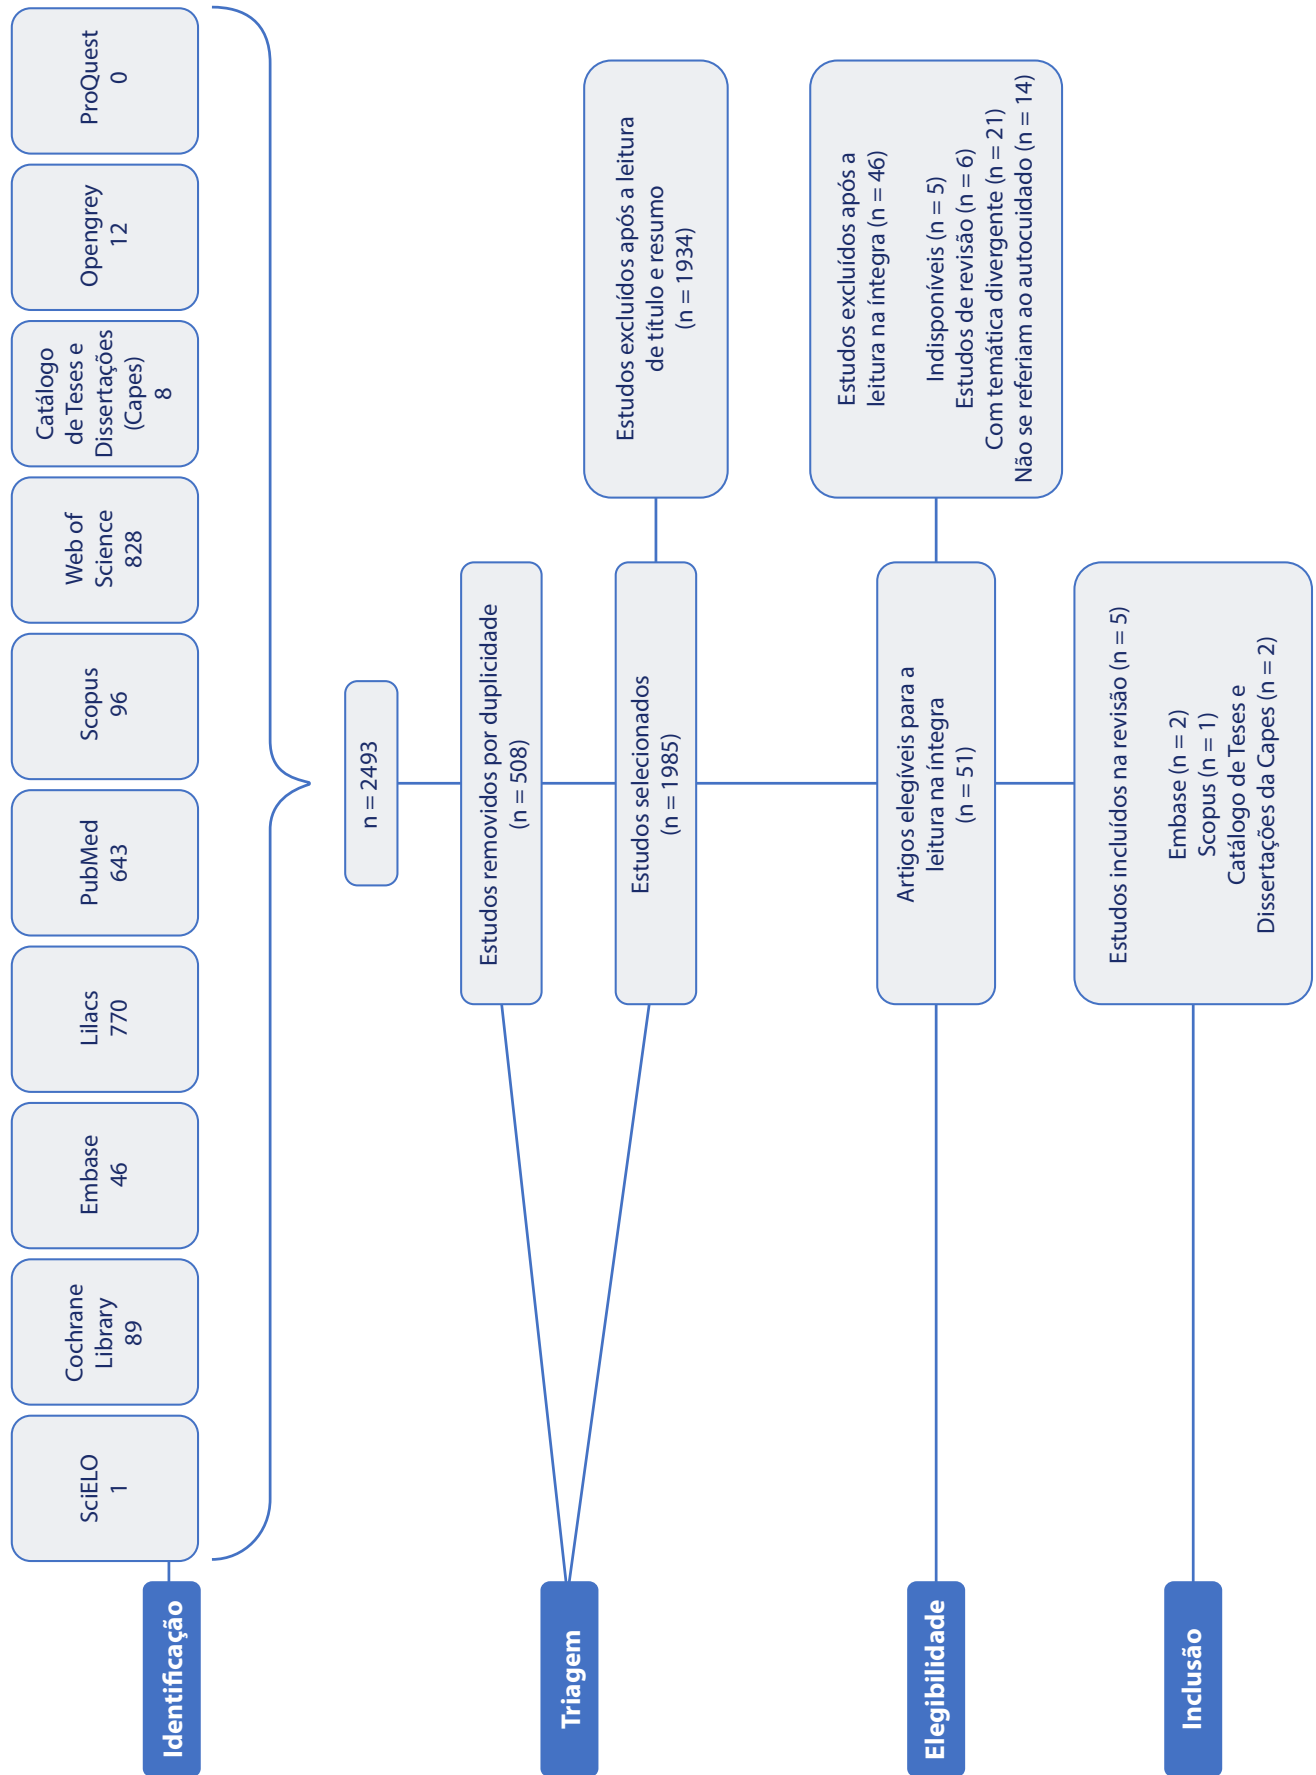 Identificação
SciELO
1
Cochrane
Library
89
Embase
46
Lilacs
770
PubMed
643
Scopus
96
Web of
Science
828
Catálogo
de Teses e
Dissertações
(Capes)
8
Opengrey
12
ProQuest
0
n = 2493
Triagem
Estudos removidos por duplicidade
(n = 508)
Estudos selecionados
(n = 1985)
Estudos excluídos após a leitura
de título e resumo
(n = 1934)
Elegibilidade
Artigos elegíveis para a
leitura na íntegra
(n = 51)
Estudos excluídos após a
leitura na íntegra (n = 46)
Indisponíveis (n = 5)
Estudos de revisão (n = 6)
Com temática divergente (n = 21)
Não se referiam ao autocuidado (n = 14)
Inclusão
Estudos incluídos na revisão (n = 5)
Embase (n = 2)
Scopus (n = 1)
Catálogo de Teses e
Dissertações da Capes (n = 2)